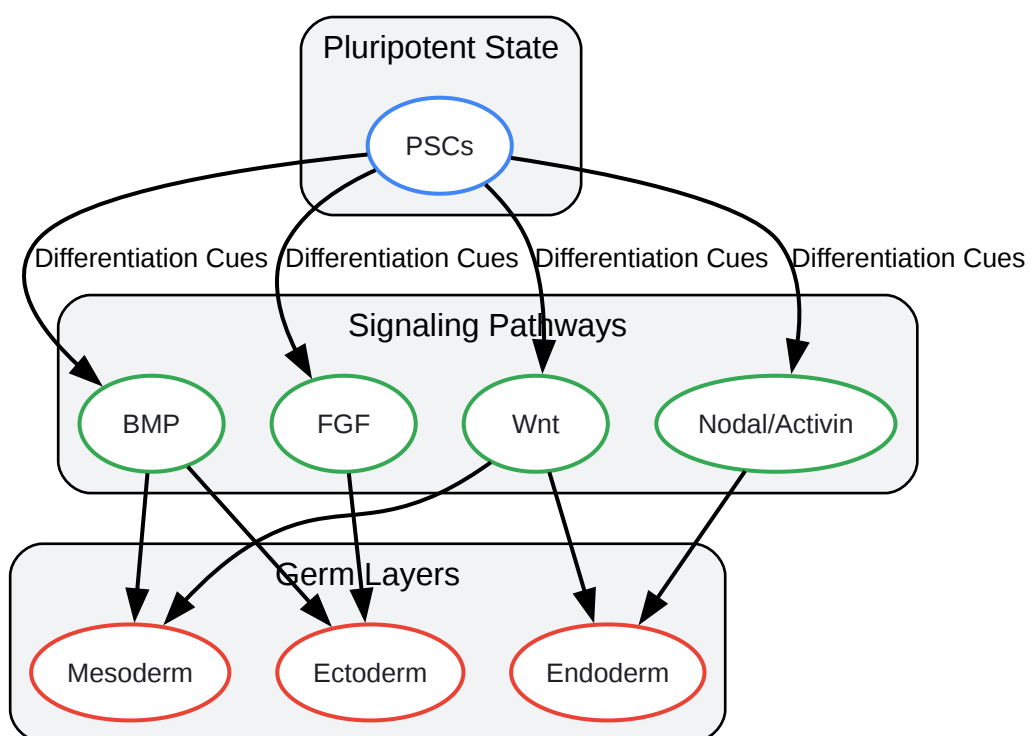 Pluripotent State
PSCs
Differentiation Cues
Differentiation Cues
Differentiation Cues
Differentiation Cues
Signaling Pathways
BMP
FGF
Wnt
Nodal/Activin
Germ Layers
Mesoderm
Ectoderm
Endoderm